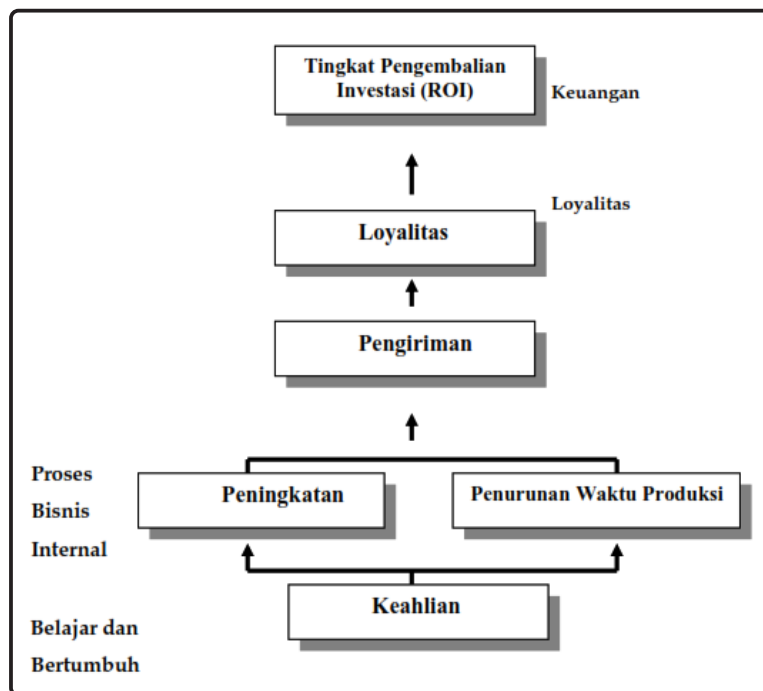 Tingkat Pengembalian
Investasi (ROI)
Keuangan
Loyalitas
Loyalitas
Pengiriman
Proses
Bisnis
Internal
Peningkatan
Penurunan Waktu Produksi
Keahlian
Belajar dan
Bertumbuh